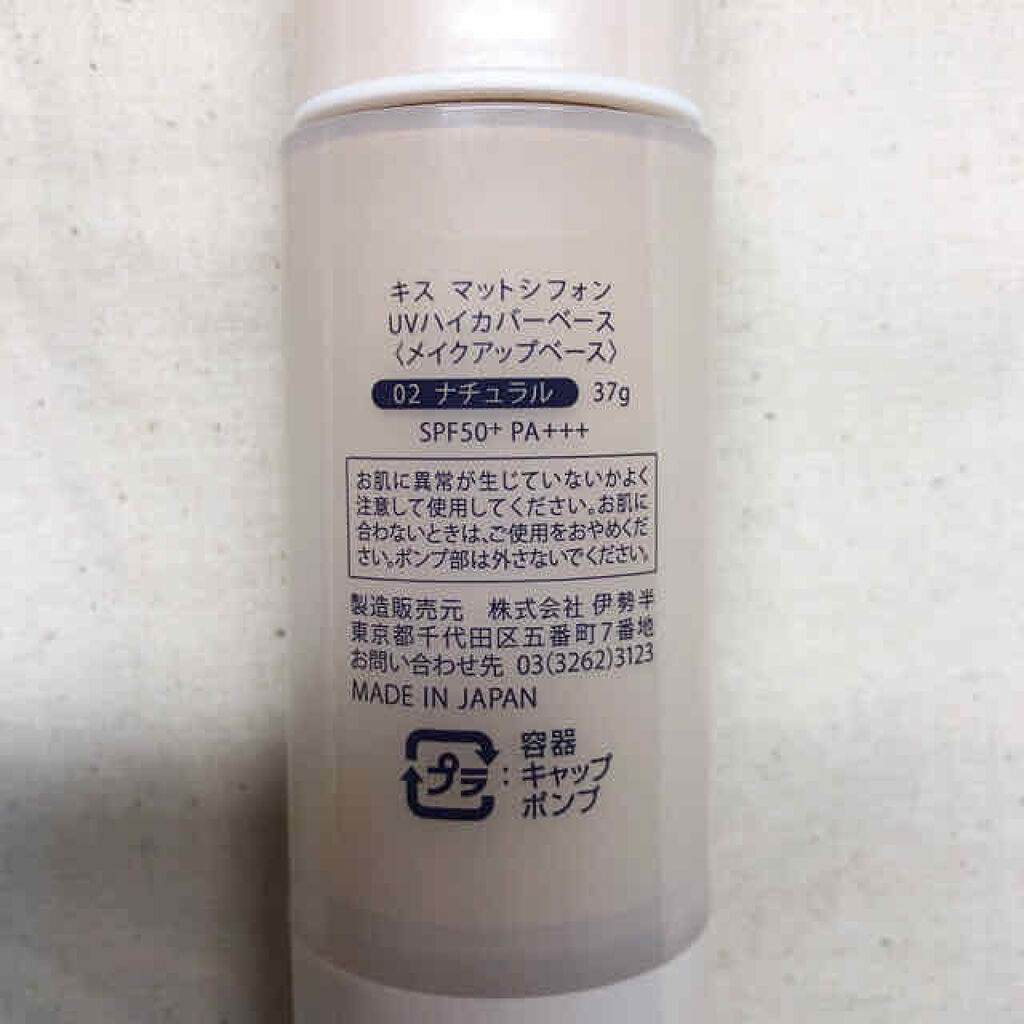 キス マットシフォン
UVハイカバーベース
〈メイクアップベース〉
02 ナチュラル 37g
SPF50+ PA+++
お肌に異常が生じていないかよく
注意して使用してください。お肌に
合わないときは、ご使用をおやめくだ
さい。ポンプ部は外さないでください。
製造販売元 株式会社 伊勢半
東京都千代田区五番町7番地
お問い合わせ先 03(3262)3123
MADE IN JAPAN
プラ : 容器
キャップ
ポンプ